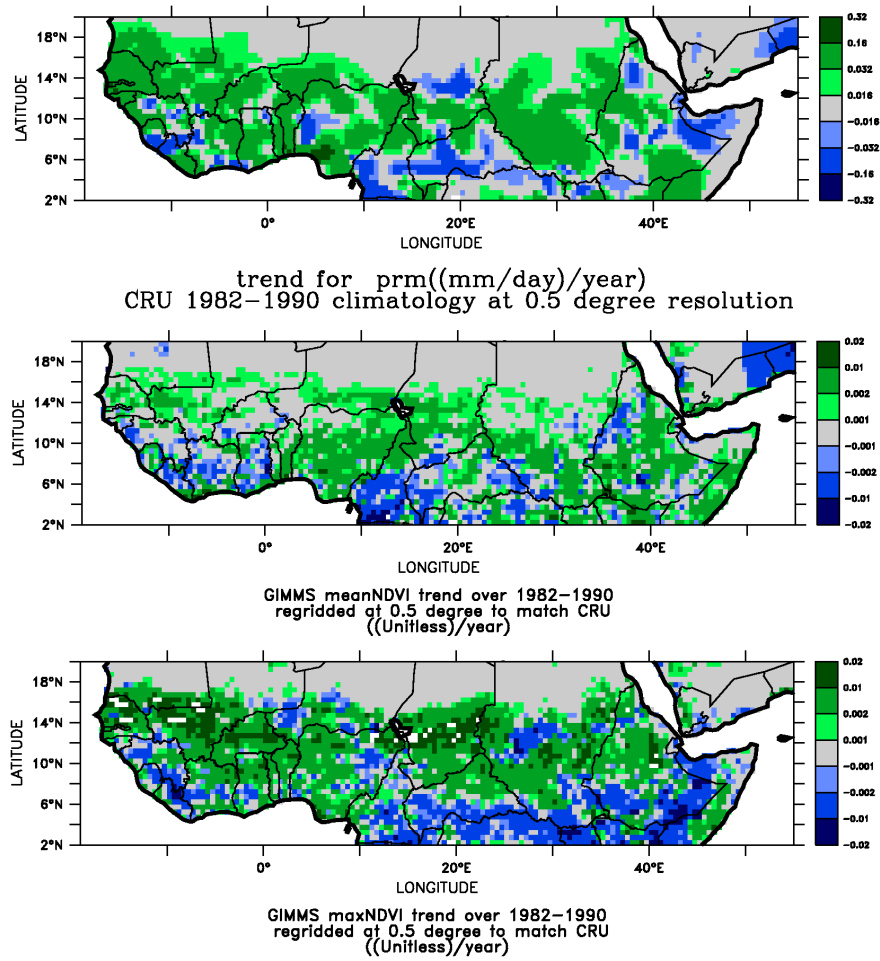 18°N
14°N
10°N
6°N
2°N
LATITUDE
0°
20°E
40°E
LONGITUDE
0.32
0.16
0.032
0.016
-0.016
-0.032
-0.16
-0.32
trend for prm((mm/day)/year)
CRU 1982-1990 climatology at 0.5 degree resolution
18°N
14°N
10°N
6°N
2°N
LATITUDE
0°
20°E
40°E
LONGITUDE
0.02
0.01
0.002
0.001
-0.001
-0.002
-0.01
-0.02
GIMMS meanNDVI trend over 1982-1990
regridded at 0.5 degree to match CRU
((Unitless)/year)
18°N
14°N
10°N
6°N
2°N
LATITUDE
0°
20°E
40°E
LONGITUDE
0.02
0.01
0.002
0.001
-0.001
-0.002
-0.01
-0.02
GIMMS maxNDVI trend over 1982-1990
regridded at 0.5 degree to match CRU
((Unitless)/year)